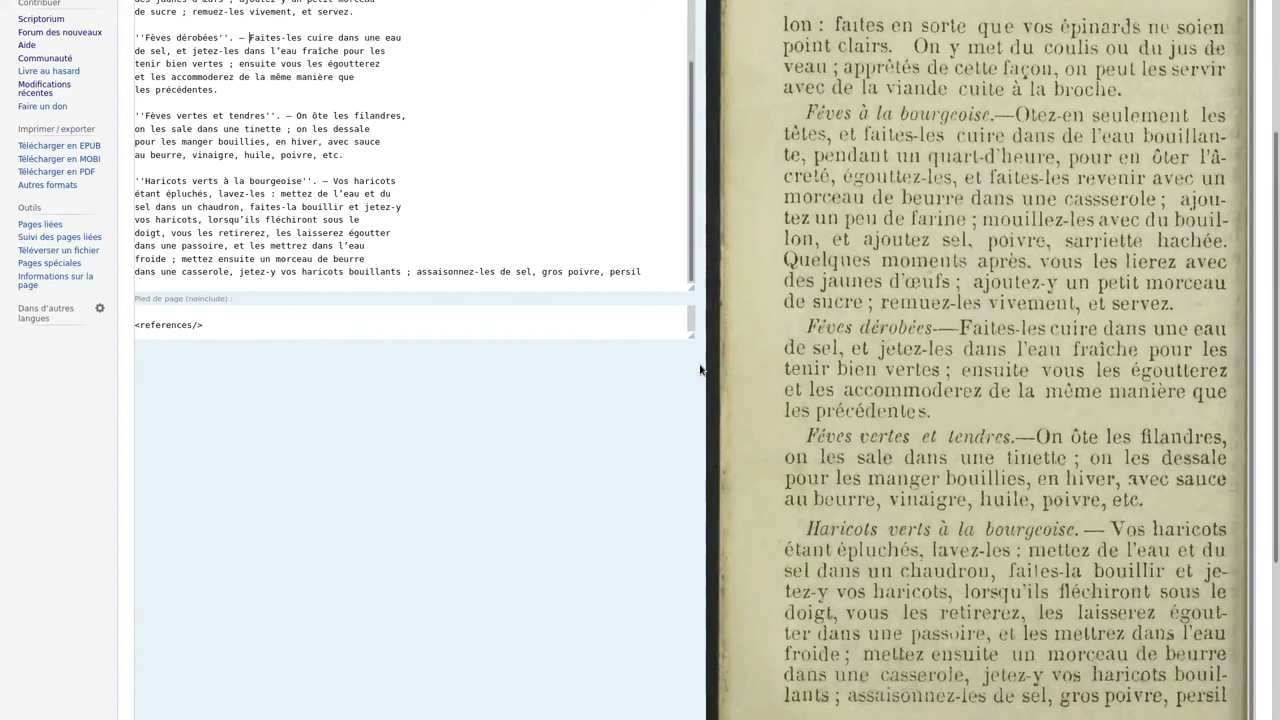 Contribuer
Scriptorium
Forum des nouveaux
Aide
Communauté
Livre au hasard
Modifications
récentes
Faire un don
Imprimer / exporter
Télécharger en EPUB
Télécharger en MOBI
Télécharger en PDF
Autres formats
Outils
Pages liées
Suivi des pages liées
Téléverser un fichier
Pages spéciales
Informations sur la
page
Dans d’autres
langues
de sucre ; remuez-les vivement, et servez.
''Fèves dérobées''. — Faites-les cuire dans une eau
de sel, et jetez-les dans l’eau fraîche pour les
tenir bien vertes ; ensuite vous les égoutterez
et les accommoderez de la même manière que
les précédentes.
''Fèves vertes et tendres''. — On ôte les filandres,
on les sale dans une tinette ; on les dessale
pour les manger bouillies, en hiver, avec sauce
au beurre, vinaigre, huile, poivre, etc.
''Haricots verts à la bourgeoise''. — Vos haricots
étant épluchés, lavez-les : mettez de l’eau et du
sel dans un chaudron, faites-la bouillir et jetez-y
vos haricots, lorsqu’ils fléchiront sous le
doigt, vous les retirerez, les laisserez égoutter
dans une passoire, et les mettrez dans l’eau
froide ; mettez ensuite un morceau de beurre
dans une casserole, jetez-y vos haricots bouillants ; assaisonnez-les de sel, gros poivre, persil
Pied de page (noinclude) :
<references/>
lon : faites en sorte que vos épinards ne soien
point clairs. On y met du coulis ou du jus de
veau ; apprêtés de cette façon, on peut les servir
avec de la viande cuite à la broche.
Fêves à la bourgeoise.—Otez-en seulement les
têtes, et faites-les cuire dans de l'eau bouillan-
te, pendant un quart-d'heure, pour en ôter l'â-
creté, égouttez-les, et faites-les revenir avec un
morceau de beurre dans une cassserole ; ajou-
tez un peu de farine ; mouillez-les avec du bouil-
lon, et ajoutez sel, poivre, sarriette hachée.
Quelques moments après. vous les lierez avec
des jaunes d'œufs ; ajoutez-y un petit morceau
de sucre ; remuez-les vivement, et servez.
Fêves dérobées—Faites-les cuire dans une eau
de sel, et jetez-les dans l'eau fraîche pour les
tenir bien vertes ; ensuite vous les égoutterez
et les accommoderez de la même manière que
les précédentes.
Fêves vertes et tendres.—On ôte les filandres,
on les sale dans une tinette ; on les dessale
pour les manger bouillies, en hiver, avec sauce
au beurre, vinaigre, huile, poivre, etc.
Haricots verts à la bourgeoise. — Vos haricots
étant épluchés, lavez-les : mettez de l'eau et du
sel dans un chaudron, faites-la bouillir et je-
tez-y vos haricots, lorsqu'ils fléchiront sous le
doigt, vous les retirerez, les laisserez égout-
ter dans une passoire, et les mettrez dans l'eau
froide ; mettez ensuite un morceau de beurre
dans une casserole, jetez-y vos haricots bouil-
lants ; assaisonnez-les de sel, gros poivre, persil